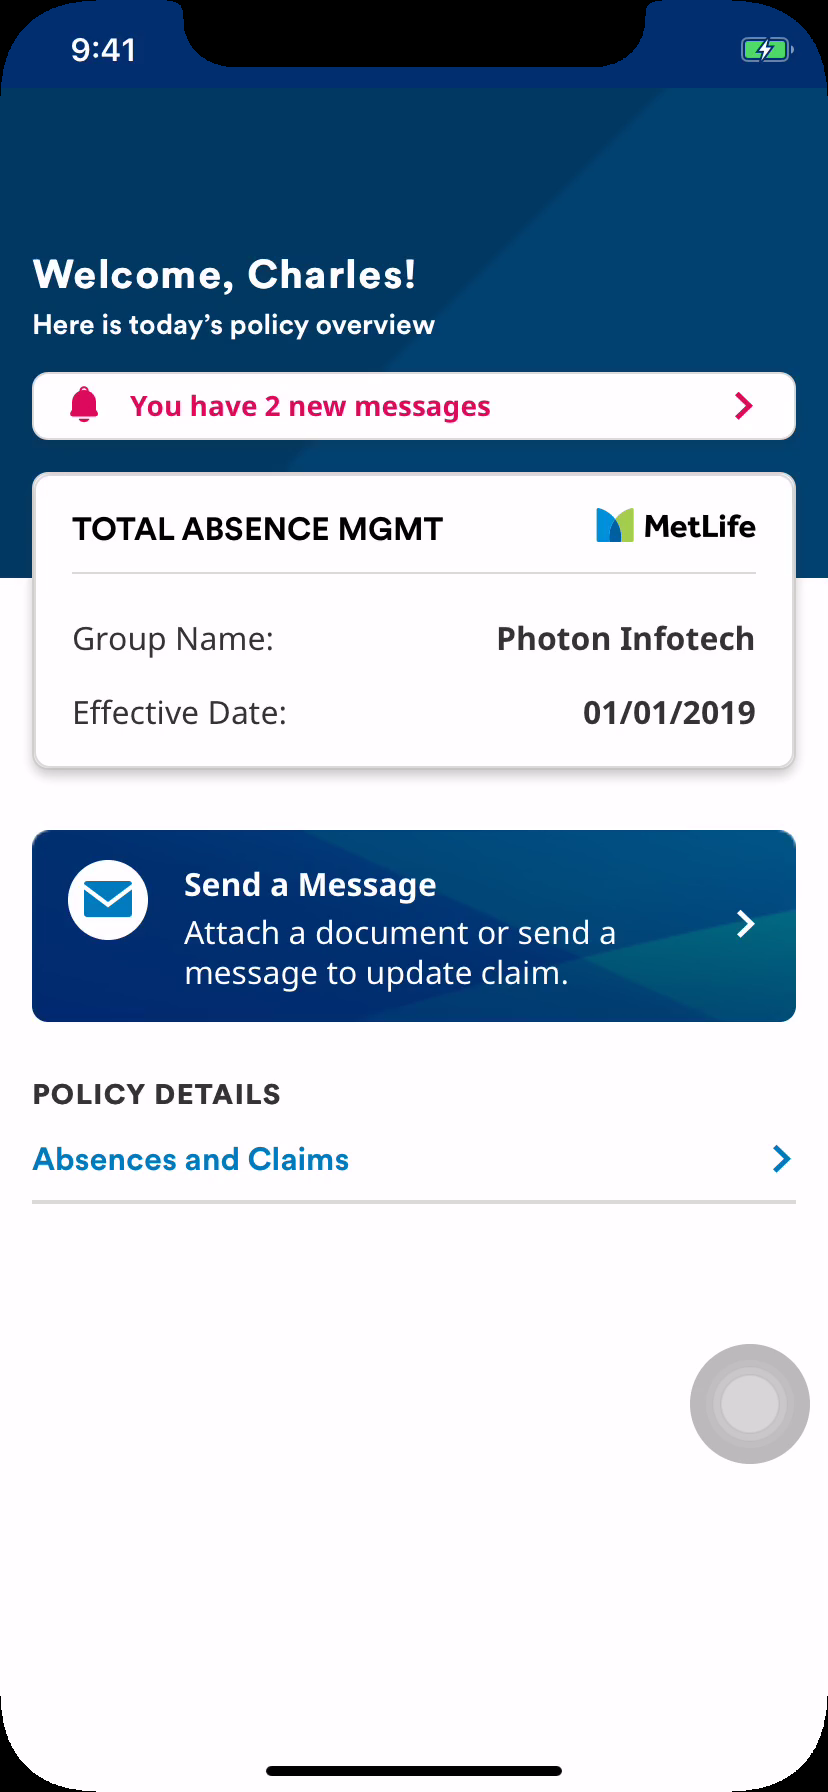 9:41
Welcome, Charles!
Here is today’s policy overview
You have 2 new messages
TOTAL ABSENCE MGMT
MetLife
Group Name: Photon Infotech
Effective Date: 01/01/2019
Send a Message
Attach a document or send a
message to update claim.
POLICY DETAILS
Absences and Claims